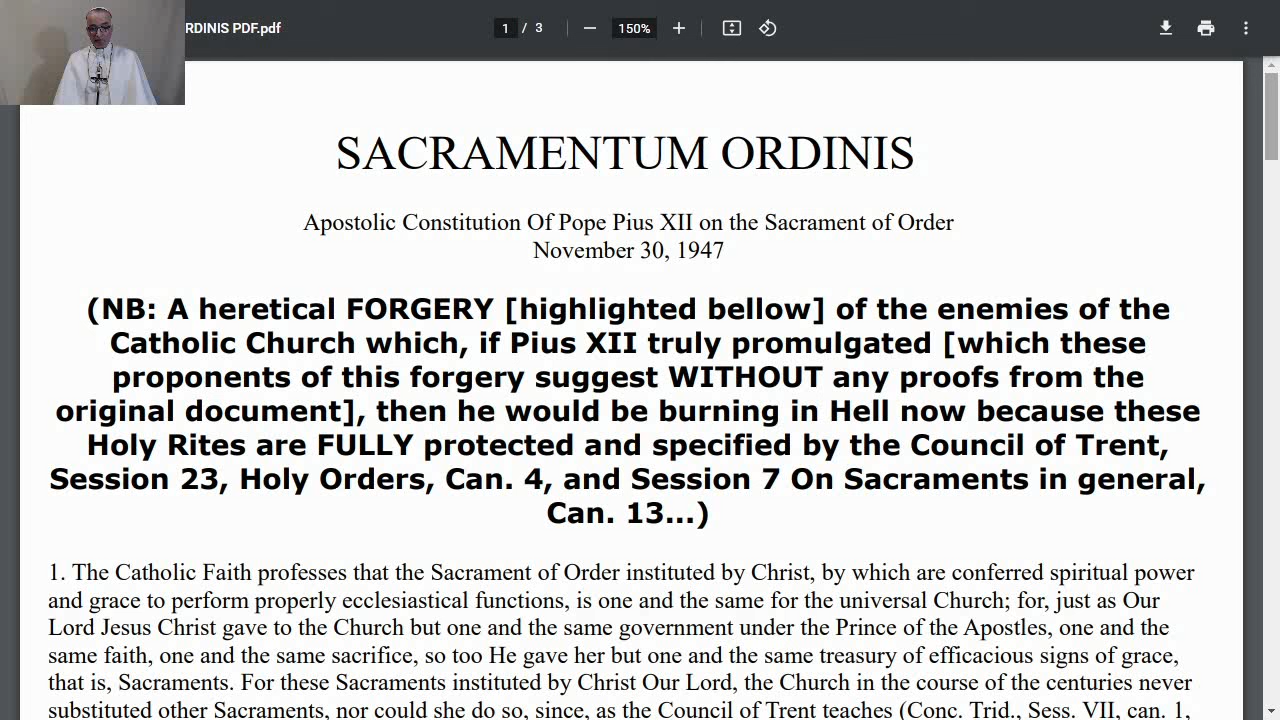 RDINIS PDF.pdf
1 / 3
150%
SACRAMENTUM ORDINIS
Apostolic Constitution Of Pope Pius XII on the Sacrament of Order
November 30, 1947
(NB: A heretical FORGERY [highlighted bellow] of the enemies of the
Catholic Church which, if Pius XII truly promulgated [which these
proponents of this forgery suggest WITHOUT any proofs from the
original document], then he would be burning in Hell now because these
Holy Rites are FULLY protected and specified by the Council of Trent,
Session 23, Holy Orders, Can. 4, and Session 7 On Sacraments in general,
Can. 13...)
1. The Catholic Faith professes that the Sacrament of Order instituted by Christ, by which are conferred spiritual power
and grace to perform properly ecclesiastical functions, is one and the same for the universal Church; for, just as Our
Lord Jesus Christ gave to the Church but one and the same government under the Prince of the Apostles, one and the
same faith, one and the same sacrifice, so too He gave her but one and the same treasury of efficacious signs of grace,
that is, Sacraments. For these Sacraments instituted by Christ Our Lord, the Church in the course of the centuries never
substituted other Sacraments, nor could she do so, since, as the Council of Trent teaches (Conc. Trid., Sess. VII, can. 1,